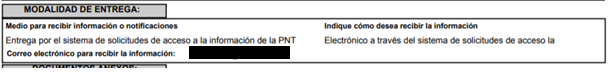 MODALIDAD DE ENTREGA:
Medio para recibir información o notificaciones Indique cómo desea recibir la información
Entrega por el sistema de solicitudes de acceso a la información de la PNT Electrónico a través del sistema de solicitudes de acceso la
Correo electrónico para recibir la información:
DOCUMENTOS ANEXOS: